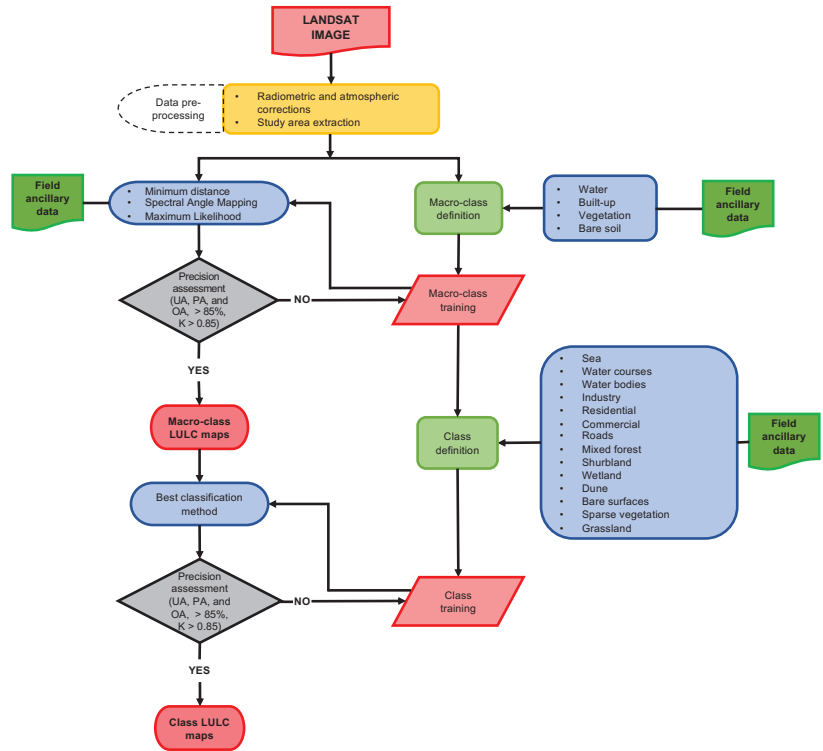 LANDSAT
IMAGE
Data pre-
processing
• Radiometric and atmospheric
corrections
• Study area extraction
Field
ancillary
data
• Minimum distance
• Spectral Angle Mapping
• Maximum Likelihood
Macro-class
definition
• Water
• Built-up
• Vegetation
• Bare soil
Field
ancillary
data
Precision
assessment
(UA, PA, and
OA, > 85%,
K > 0.85)
NO
Macro-class
training
YES
Macro-class
LULC maps
Class
definition
• Sea
• Water courses
• Water bodies
• Industry
• Residential
• Commercial
• Roads
• Mixed forest
• Shurbland
• Wetland
• Dune
• Bare surfaces
• Sparse vegetation
• Grassland
Field
ancillary
data
Best classification
method
Precision
assessment
(UA, PA, and
OA, > 85%,
K > 0.85)
NO
Class
training
YES
Class LULC
maps